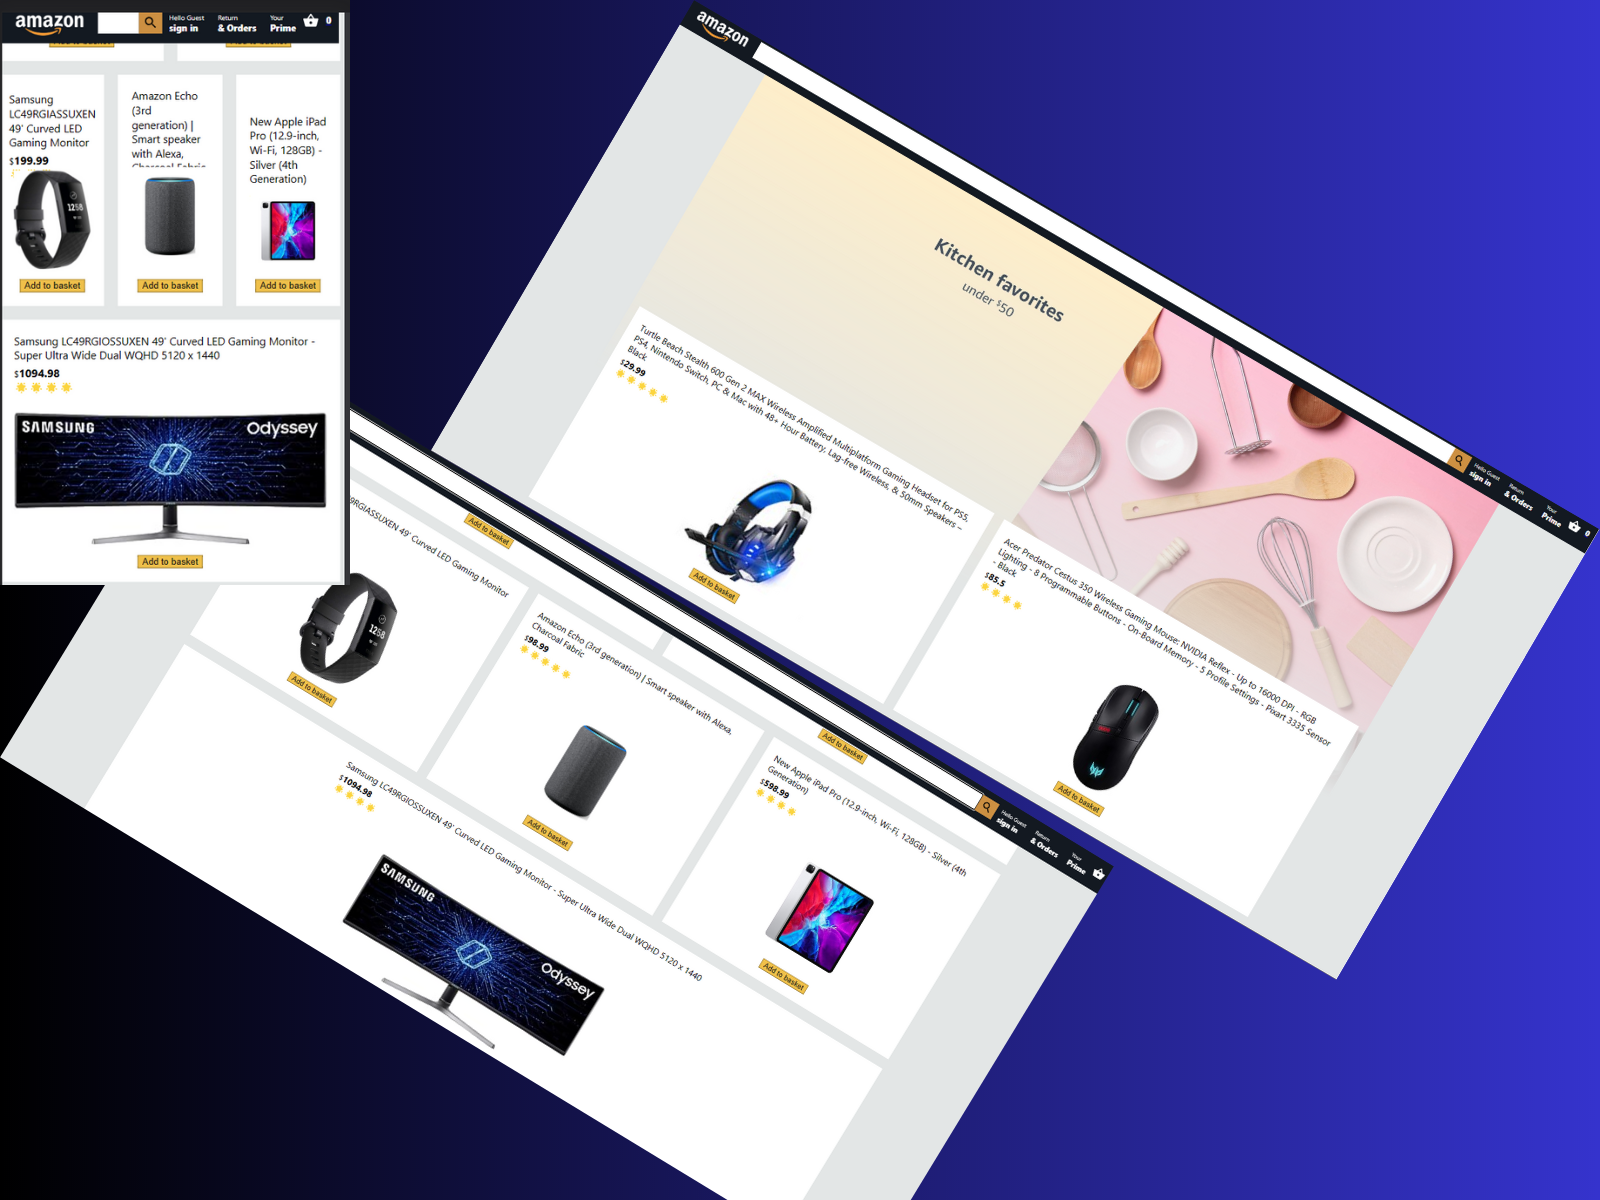 amazon
Hello Guest
sign in
Return
& Orders
Your
Prime
0
Add to basket
Add to basket
Samsung
LC49RGIASSUXEN
49' Curved LED
Gaming Monitor
$199.99
1258
Add to basket
Amazon Echo
(3rd
generation) |
Smart speaker
with Alexa,
Charcoal Fabric
Add to basket
New Apple iPad
Pro (12.9-inch,
Wi-Fi, 128GB) -
Silver (4th
Generation)
Add to basket
Samsung LC49RGIOSSUXEN 49' Curved LED Gaming Monitor -
Super Ultra Wide Dual WQHD 5120 x 1440
$1094.98
SAMSUNG
Odyssey
Add to basket
amazon
Hello Guest
sign in
Return
& Orders
Your
Prime
0
Kitchen favorites
under $50
Turtle Beach Stealth 600 Gen 2 MAX Wireless Amplified Multiplatform Gaming Headset for PS5,
PS4, Nintendo Switch, PC & Mac with 48+ Hour Battery, Lag-free Wireless, & 50mm Speakers –
Black
$29.99
Add to basket
Acer Predator Cestus 350 Wireless Gaming Mouse: NVIDIA Reflex - Up to 16000 DPI - RGB
Lighting - 8 Programmable Buttons - On-Board Memory - 5 Profile Settings - Pixart 3335 Sensor
- Black
$85.5
Add to basket
Hello Guest
sign in
Return
& Orders
Your
Prime
Add to basket
Add to basket
49RGIASSUXEN 49' Curved LED Gaming Monitor
1258
Add to basket
Amazon Echo (3rd generation) | Smart speaker with Alexa,
Charcoal Fabric
$98.99
Add to basket
New Apple iPad Pro (12.9-inch, Wi-Fi, 128GB) - Silver (4th
Generation)
$598.99
Add to basket
Samsung LC49RGIOSSUXEN 49' Curved LED Gaming Monitor - Super Ultra Wide Dual WQHD 5120 x 1440
$1094.98
SAMSUNG
Odyssey